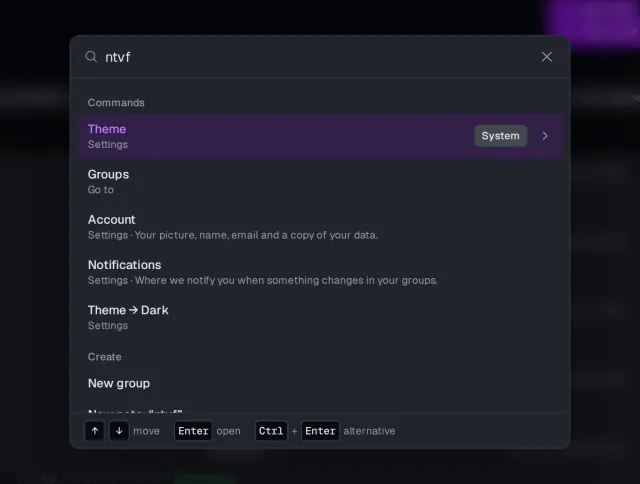 ntvf
Commands
Theme
Settings
System
Groups
Go to
Account
Settings · Your picture, name, email and a copy of your data.
Notifications
Settings · Where we notify you when something changes in your groups.
Theme → Dark
Settings
Create
New group
↑ ↓ move Enter open Ctrl + Enter alternative